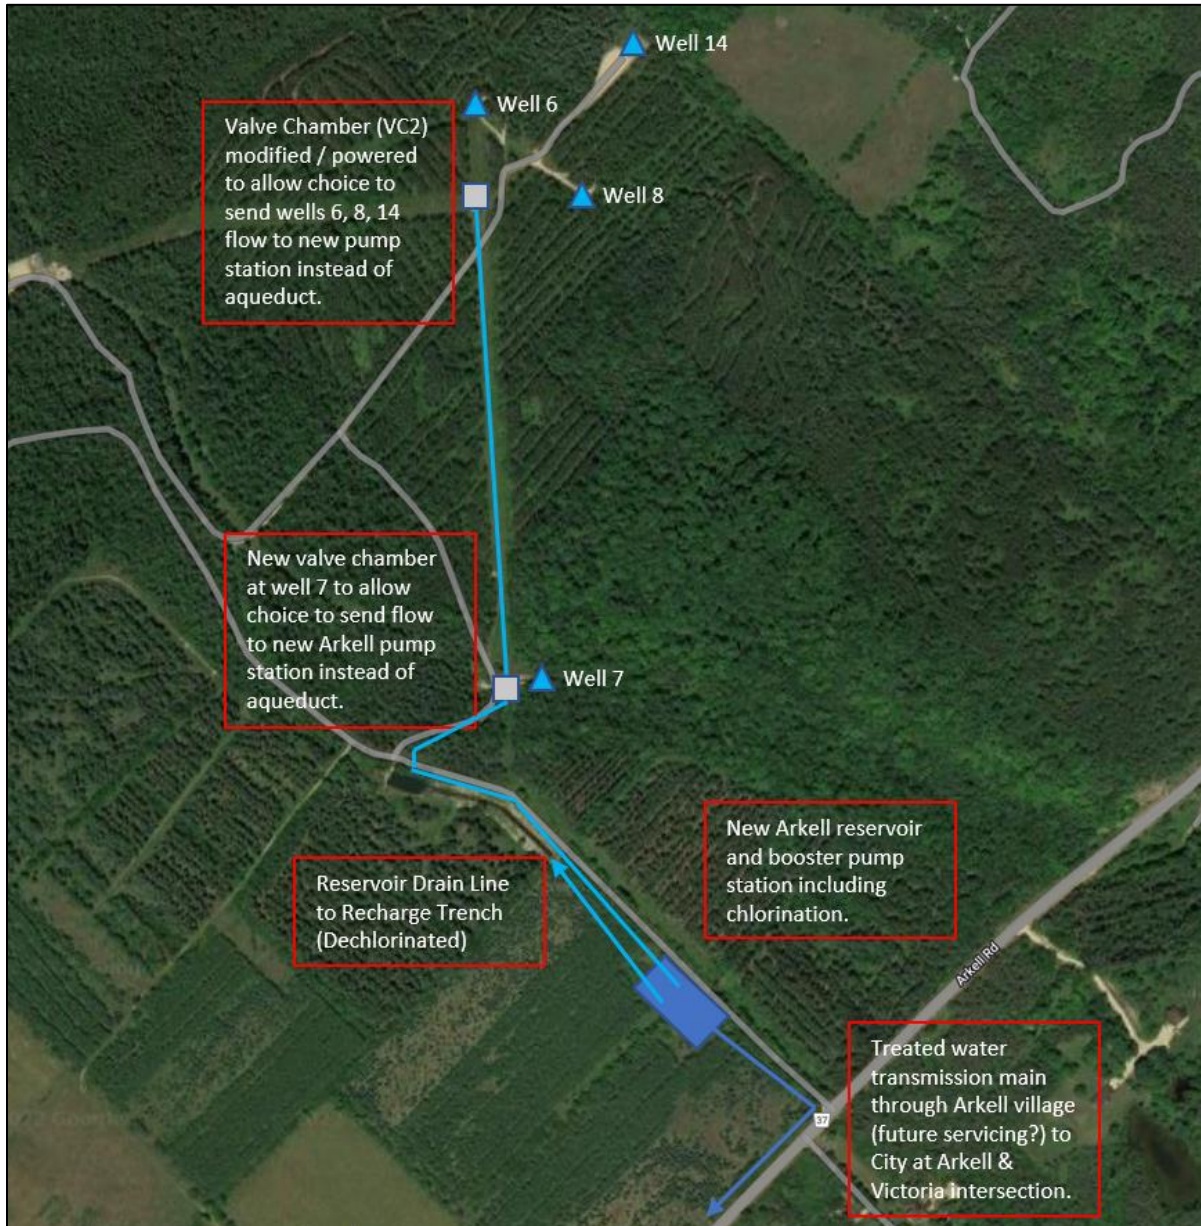 Well 14
Well 6
Valve Chamber (VC2)
modified / powered
to allow choice to
send wells 6, 8, 14
flow to new pump
station instead of
aqueduct.
Well 8
New valve chamber
at well 7 to allow
choice to send flow
to new Arkell pump
station instead of
aqueduct.
Well 7
New Arkell reservoir
and booster pump
station including
chlorination.
Reservoir Drain Line
to Recharge Trench
(Dechlorinated)
Arkell Rd
37
Treated water
transmission main
through Arkell village
(future servicing?) to
City at Arkell &
Victoria intersection.